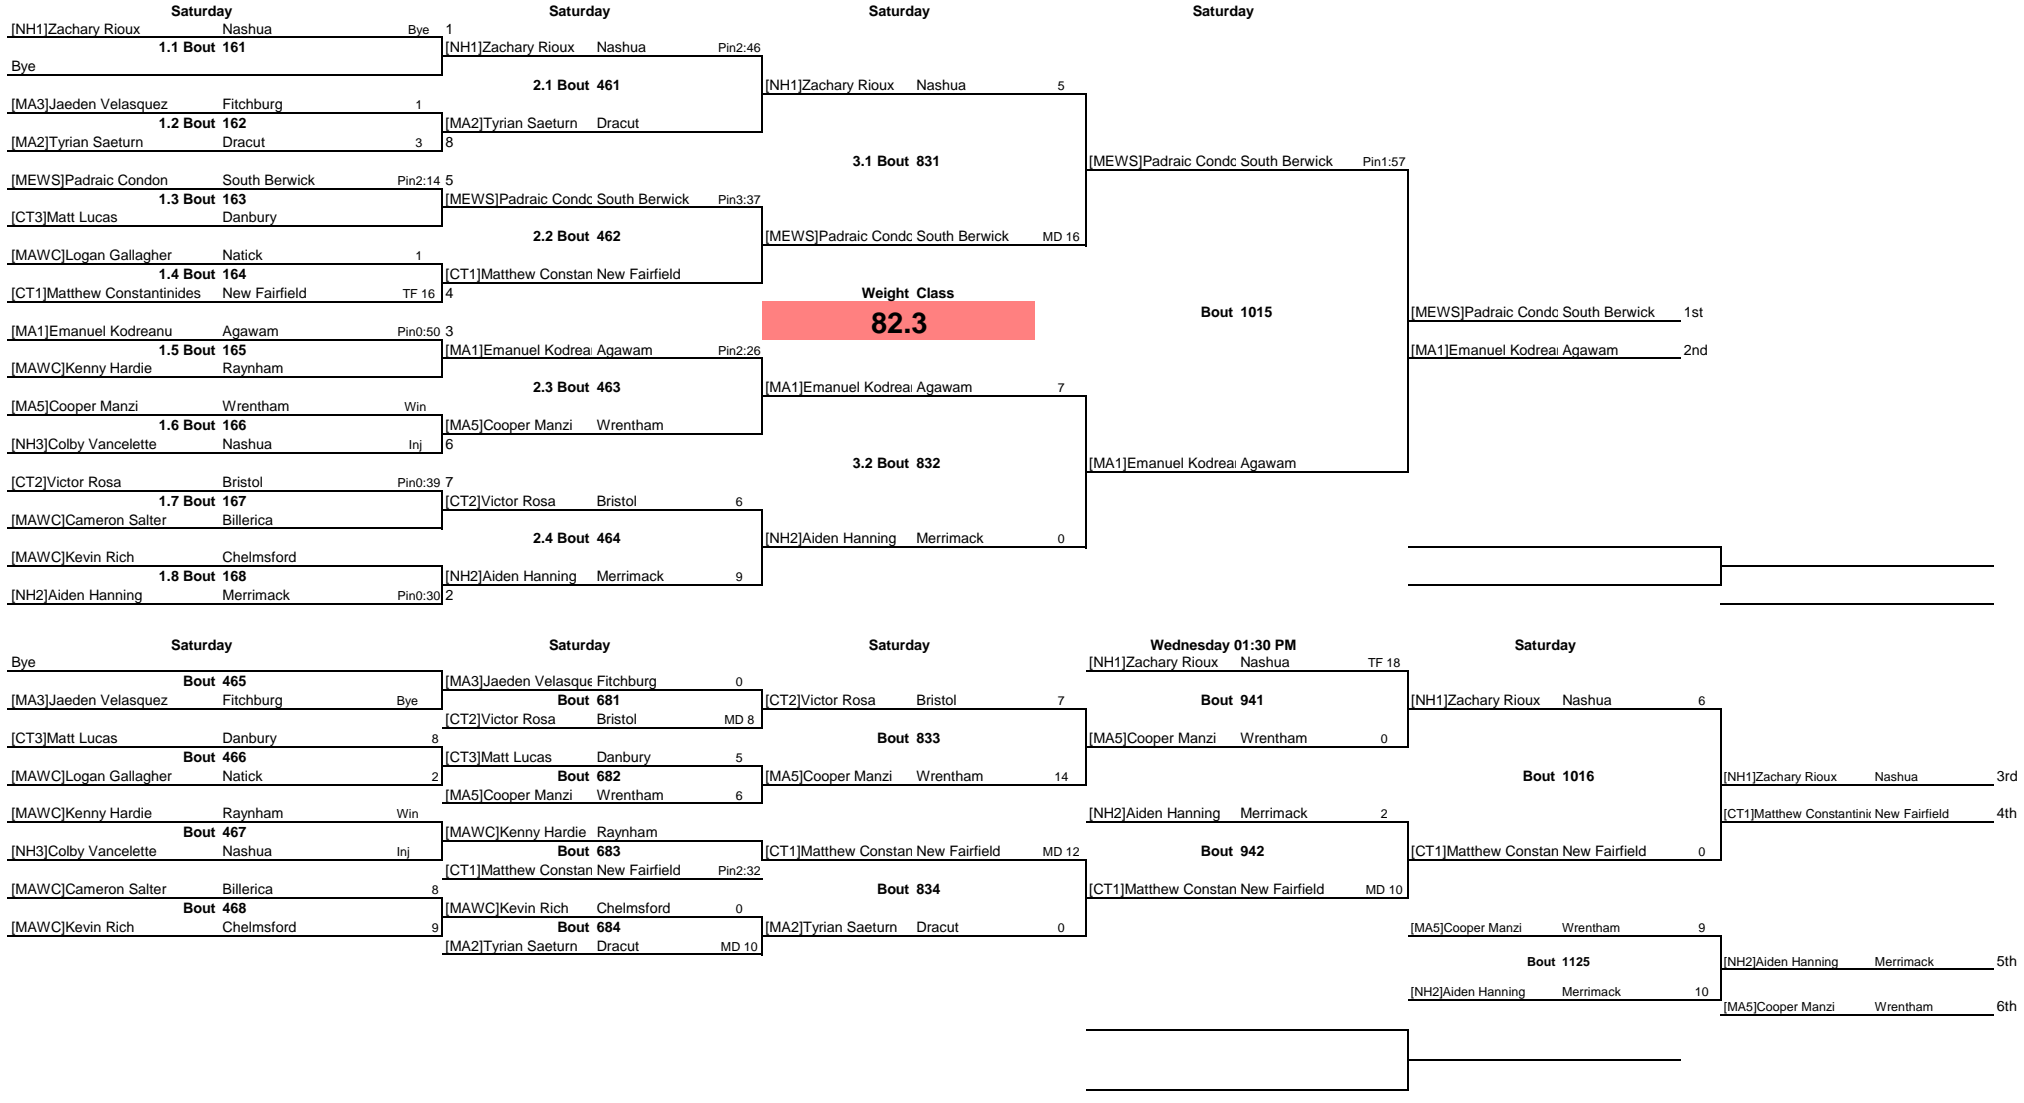 Saturday Saturday Saturday Saturday
[NH1]Zachary Rioux Nashua Bye 1
1.1 Bout 161 [NH1]Zachary Rioux Nashua Pin2:46
Bye
2.1 Bout 461 [NH1]Zachary Rioux Nashua 5
[MA3]Jaeden Velasquez Fitchburg 1
1.2 Bout 162 [MA2]Tyrian Saeturn Dracut
[MA2]Tyrian Saeturn Dracut 3 8
3.1 Bout 831 [MEWS]Padraic Condo South Berwick Pin1:57
[MEWS]Padraic Condon South Berwick Pin2:14 5
1.3 Bout 163 [MEWS]Padraic Condo South Berwick Pin3:37
[CT3]Matt Lucas Danbury
2.2 Bout 462 [MEWS]Padraic Condo South Berwick MD 16
[MAWC]Logan Gallagher Natick 1
1.4 Bout 164 [CT1]Matthew Constan New Fairfield
[CT1]Matthew Constantinides New Fairfield TF 16 4 Weight Class
82.3 Bout 1015 [MEWS]Padraic Condo South Berwick 1st
[MA1]Emanuel Kodreanu Agawam Pin0:50 3
1.5 Bout 165 [MA1]Emanuel Kodrea Agawam Pin2:26 [MA1]Emanuel Kodrea Agawam 2nd
[MAWC]Kenny Hardie Raynham
2.3 Bout 463 [MA1]Emanuel Kodrea Agawam 7
[MA5]Cooper Manzi Wrentham Win
1.6 Bout 166 [MA5]Cooper Manzi Wrentham
[NH3]Colby Vancelette Nashua Inj 6
3.2 Bout 832 [MA1]Emanuel Kodrea Agawam
[CT2]Victor Rosa Bristol Pin0:39 7
1.7 Bout 167 [CT2]Victor Rosa Bristol 6
[MAWC]Cameron Salter Billerica
2.4 Bout 464 [NH2]Aiden Hanning Merrimack 0
[MAWC]Kevin Rich Chelmsford
1.8 Bout 168 [NH2]Aiden Hanning Merrimack 9
[NH2]Aiden Hanning Merrimack Pin0:30 2
Saturday Saturday Saturday Wednesday 01:30 PM Saturday
Bye [NH1]Zachary Rioux Nashua TF 18
Bout 465 [MA3]Jaeden Velasque Fitchburg 0
[MA3]Jaeden Velasquez Fitchburg Bye Bout 681 [CT2]Victor Rosa Bristol 7 Bout 941 [NH1]Zachary Rioux Nashua 6
[CT2]Victor Rosa Bristol MD 8
[CT3]Matt Lucas Danbury 8 Bout 833 [MA5]Cooper Manzi Wrentham 0
Bout 466 [CT3]Matt Lucas Danbury 5
[MAWC]Logan Gallagher Natick 2 Bout 682 [MA5]Cooper Manzi Wrentham 14 Bout 1016 [NH1]Zachary Rioux Nashua 3rd
[MA5]Cooper Manzi Wrentham 6
[MAWC]Kenny Hardie Raynham Win [NH2]Aiden Hanning Merrimack 2 [CT1]Matthew Constantini New Fairfield 4th
Bout 467 [MAWC]Kenny Hardie Raynham
[NH3]Colby Vancelette Nashua Inj Bout 683 [CT1]Matthew Constan New Fairfield MD 12 Bout 942 [CT1]Matthew Constan New Fairfield 0
[CT1]Matthew Constan New Fairfield Pin2:32
[MAWC]Cameron Salter Billerica 8 Bout 834 [CT1]Matthew Constan New Fairfield MD 10
Bout 468 [MAWC]Kevin Rich Chelmsford 0
[MAWC]Kevin Rich Chelmsford 9 Bout 684 [MA2]Tyrian Saeturn Dracut 0 [MA5]Cooper Manzi Wrentham 9
[MA2]Tyrian Saeturn Dracut MD 10
Bout 1125 [NH2]Aiden Hanning Merrimack 5th
[NH2]Aiden Hanning Merrimack 10
[MA5]Cooper Manzi Wrentham 6th